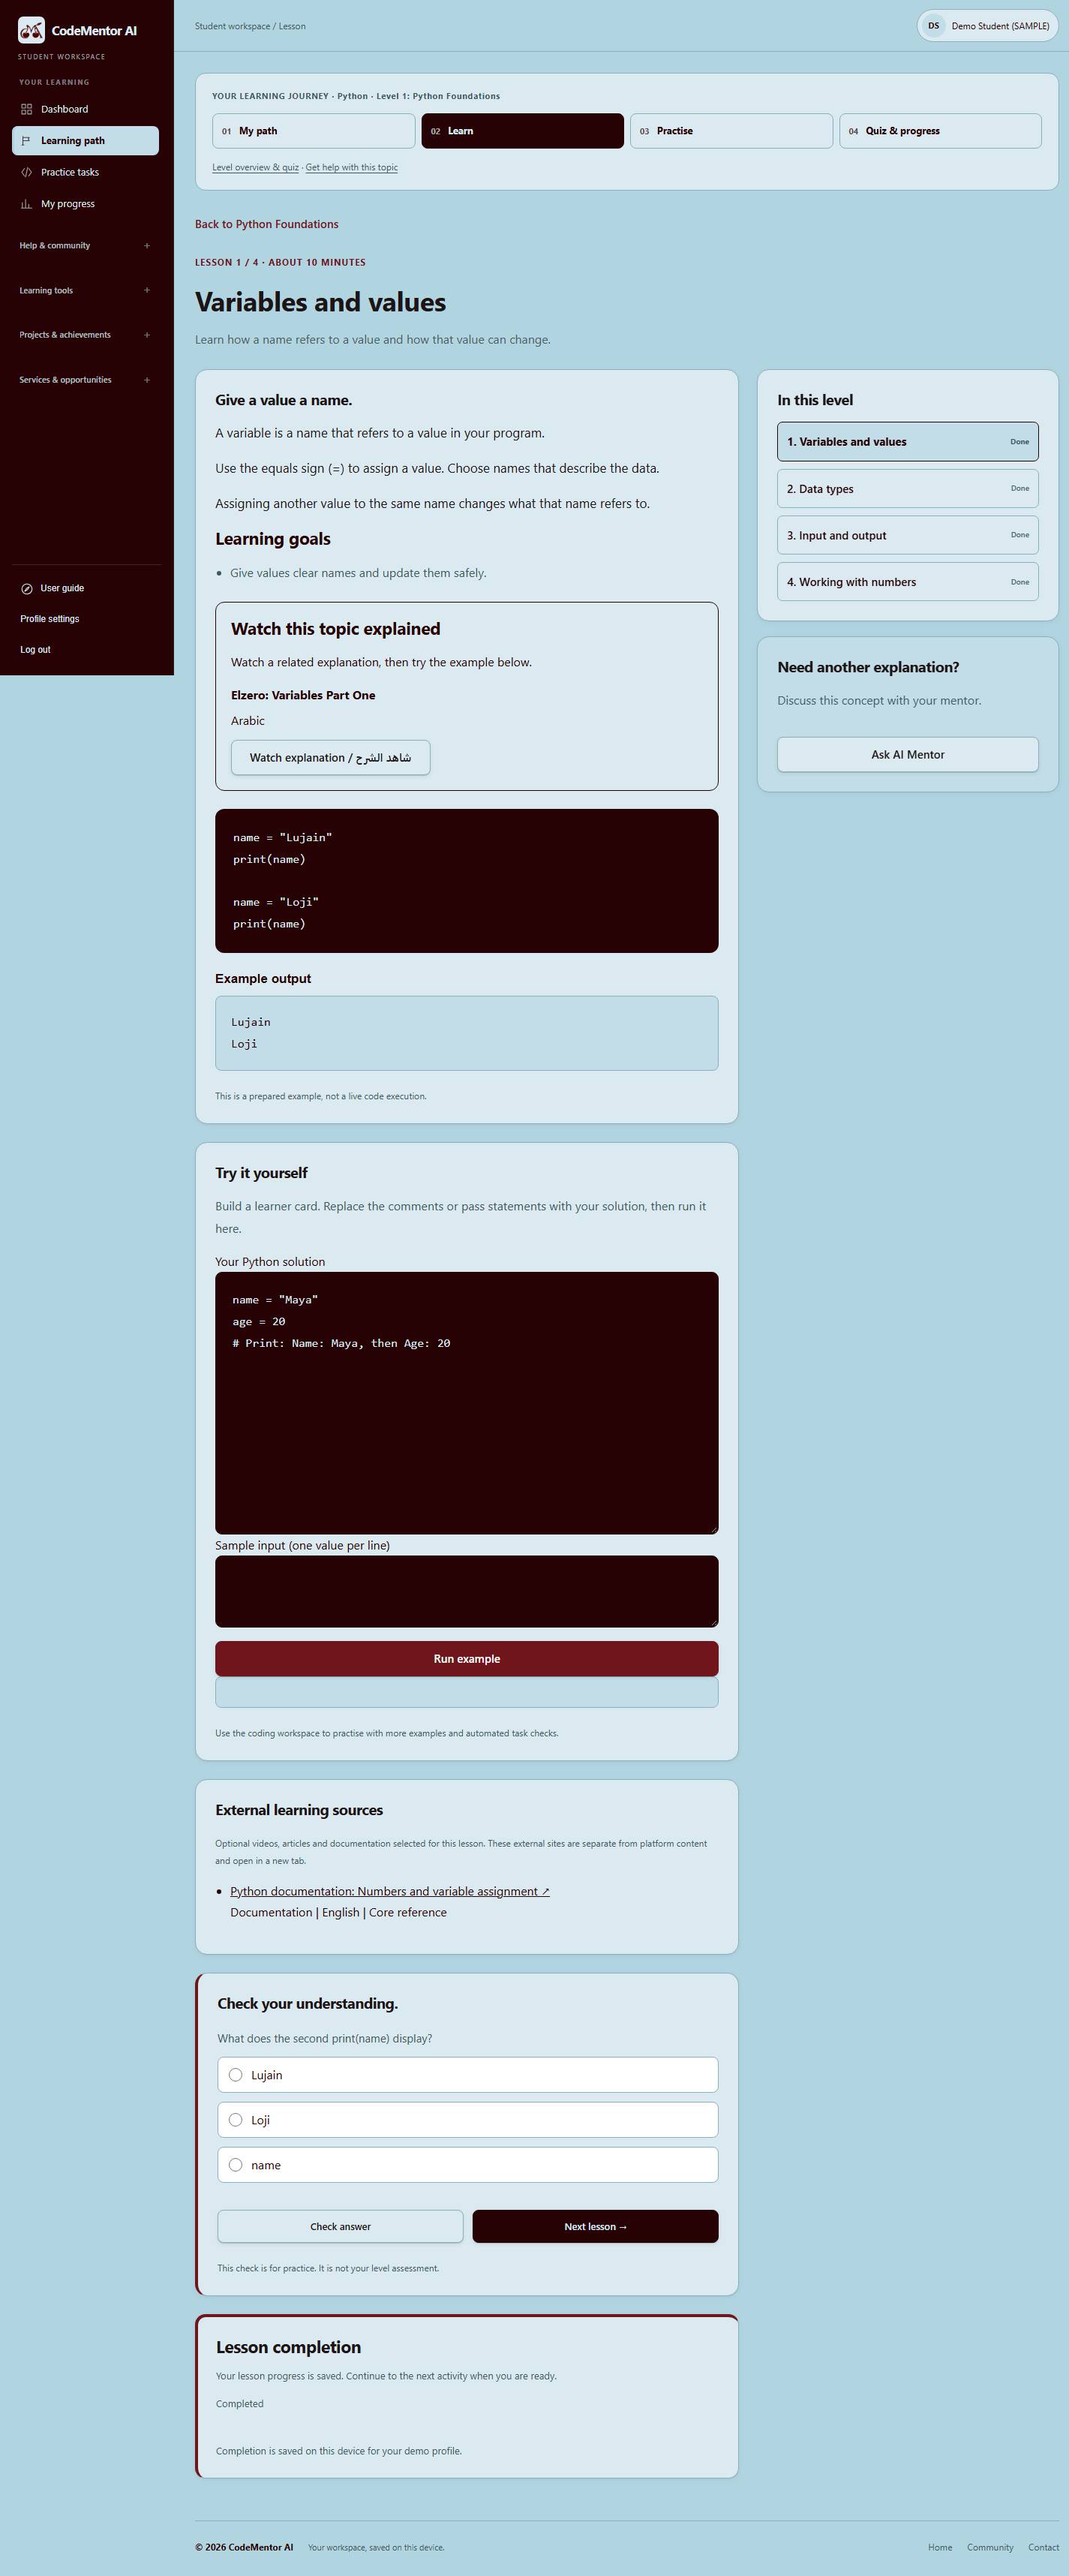 CodeMentor AI
STUDENT WORKSPACE
YOUR LEARNING
Dashboard
Learning path
Practice tasks
My progress
Help & community +
Learning tools +
Projects & achievements +
Services & opportunities +
User guide
Profile settings
Log out
Student workspace / Lesson
DS Demo Student (SAMPLE)
YOUR LEARNING JOURNEY · Python · Level 1: Python Foundations
01 My path
02 Learn
03 Practise
04 Quiz & progress
Level overview & quiz · Get help with this topic
Back to Python Foundations
LESSON 1 / 4 · ABOUT 10 MINUTES
Variables and values
Learn how a name refers to a value and how that value can change.
Give a value a name.
A variable is a name that refers to a value in your program.
Use the equals sign (=) to assign a value. Choose names that describe the data.
Assigning another value to the same name changes what that name refers to.
Learning goals
• Give values clear names and update them safely.
Watch this topic explained
Watch a related explanation, then try the example below.
Elzero: Variables Part One
Arabic
Watch explanation / شاهد الشرح
name = "Lujain"
print(name)
name = "Loji"
print(name)
Example output
Lujain
Loji
This is a prepared example, not a live code execution.
Try it yourself
Build a learner card. Replace the comments or pass statements with your solution, then run it
here.
Your Python solution
name = "Maya"
age = 20
# Print: Name: Maya, then Age: 20
Sample input (one value per line)
Run example
Use the coding workspace to practise with more examples and automated task checks.
External learning sources
Optional videos, articles and documentation selected for this lesson. These external sites are separate from platform content
and open in a new tab.
• Python documentation: Numbers and variable assignment ↗
Documentation | English | Core reference
Check your understanding.
What does the second print(name) display?
Lujain
Loji
name
Check answer
Next lesson →
This check is for practice. It is not your level assessment.
Lesson completion
Your lesson progress is saved. Continue to the next activity when you are ready.
Completed
Completion is saved on this device for your demo profile.
In this level
1. Variables and values Done
2. Data types Done
3. Input and output Done
4. Working with numbers Done
Need another explanation?
Discuss this concept with your mentor.
Ask AI Mentor
© 2026 CodeMentor AI Your workspace, saved on this device.
Home Community Contact